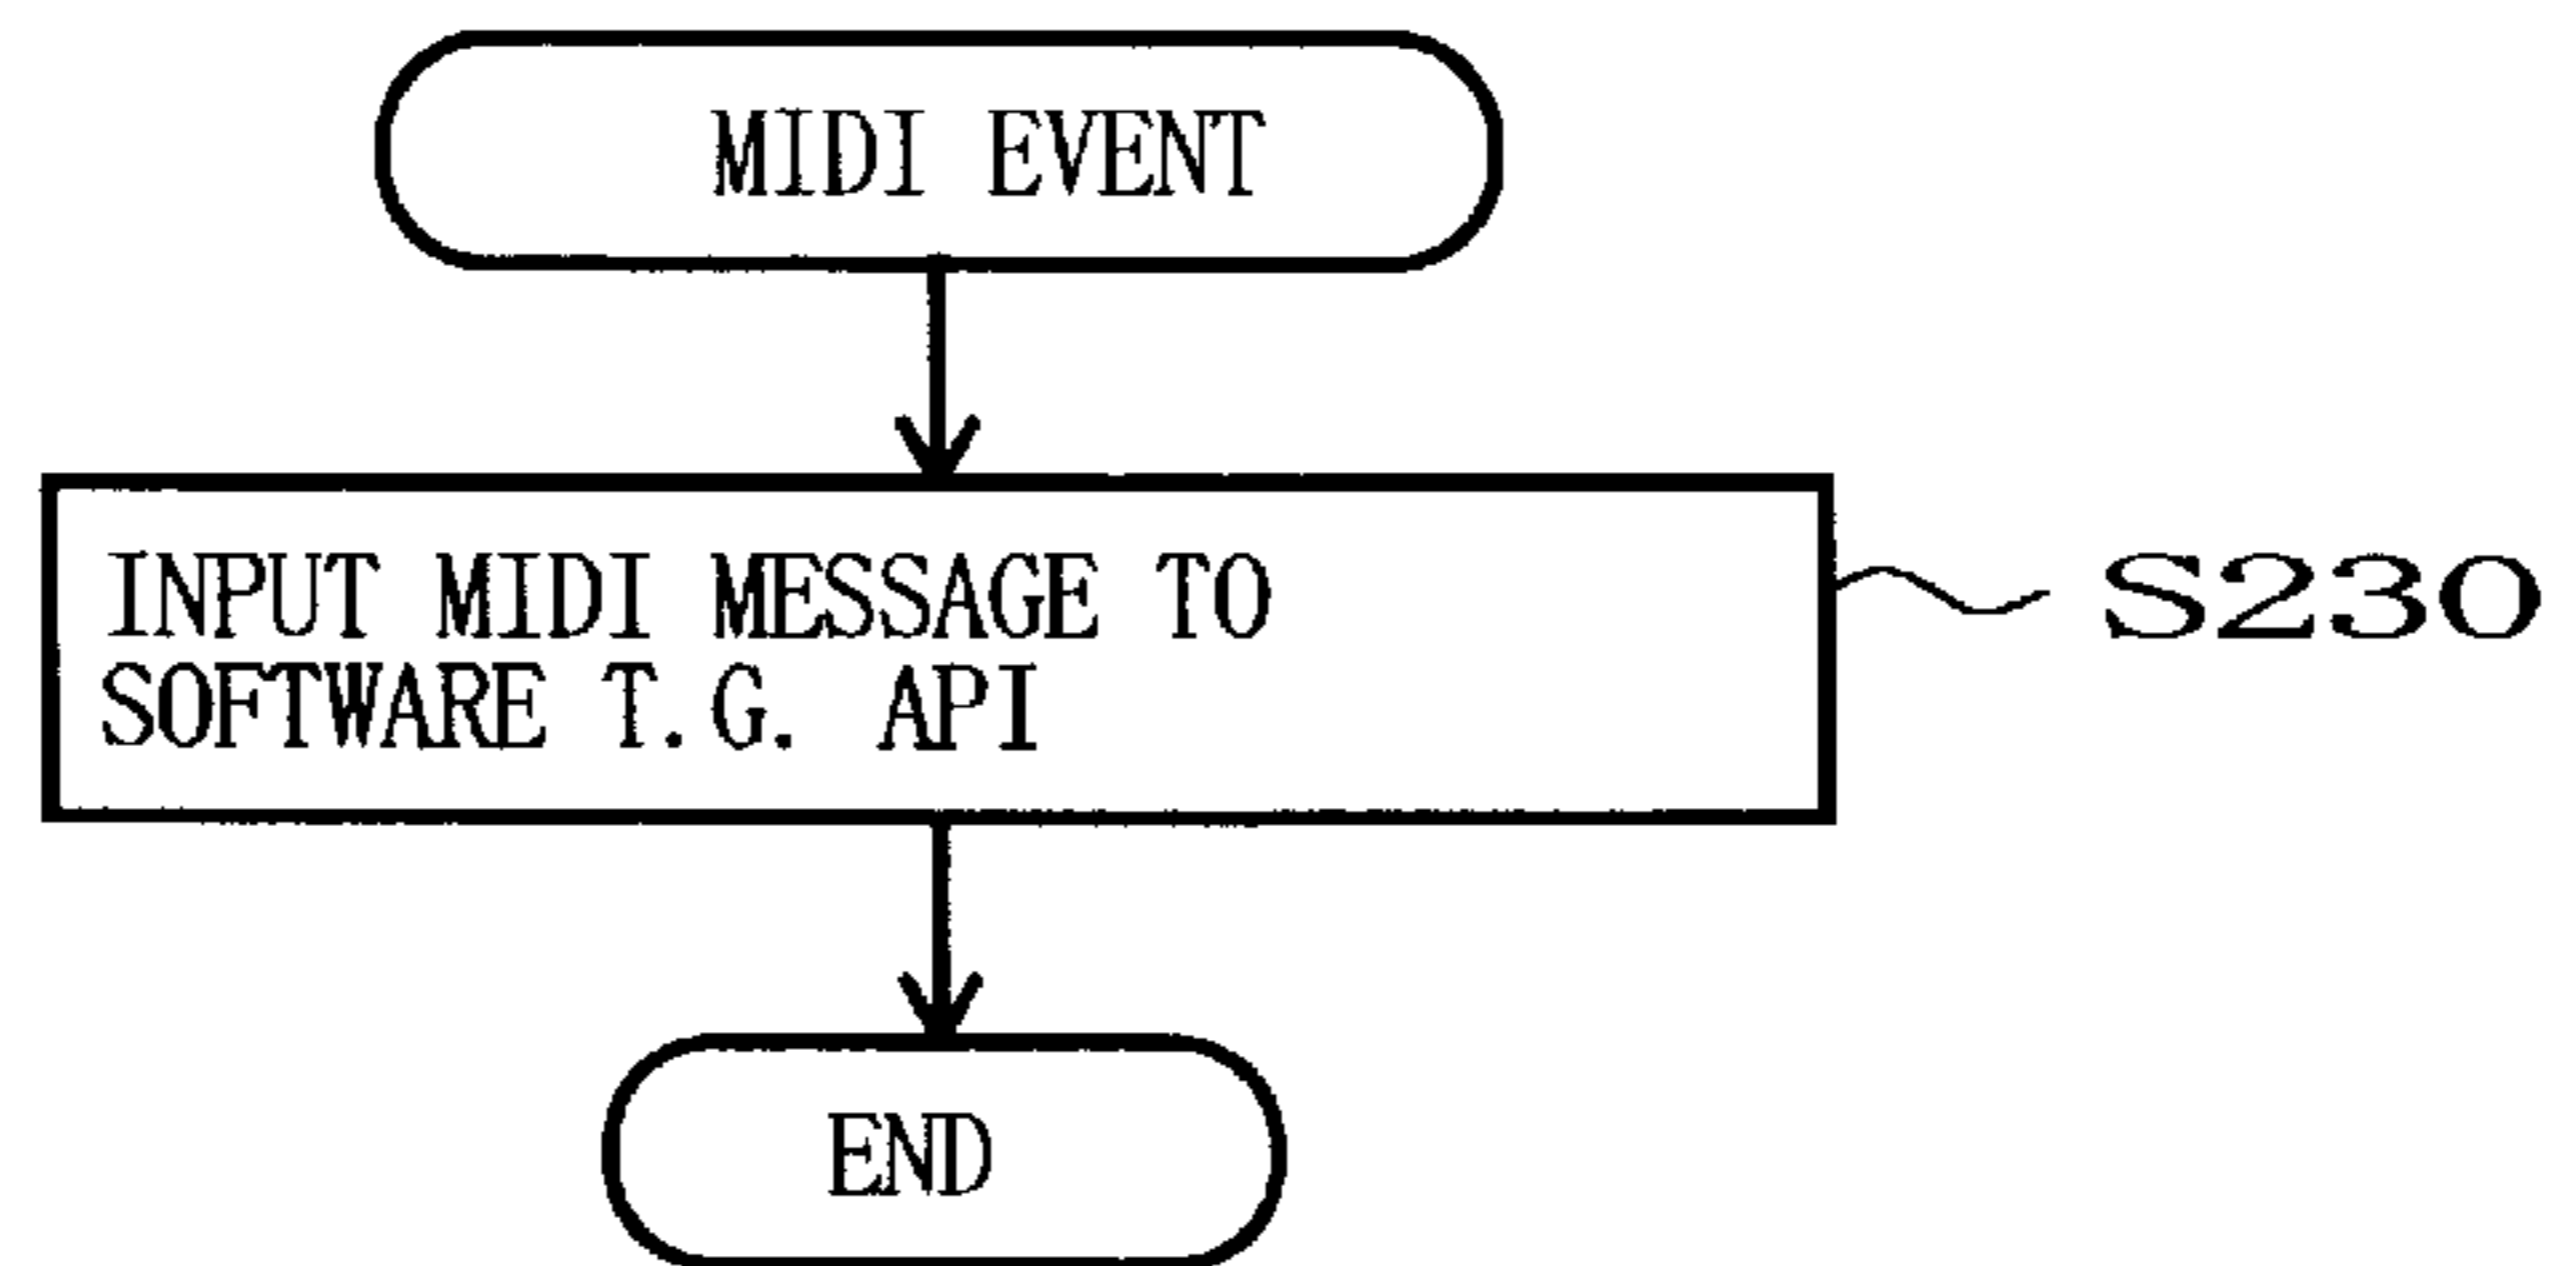 MIDI EVENT
INPUT MIDI MESSAGE TO
SOFTWARE T.G. API
S230
END